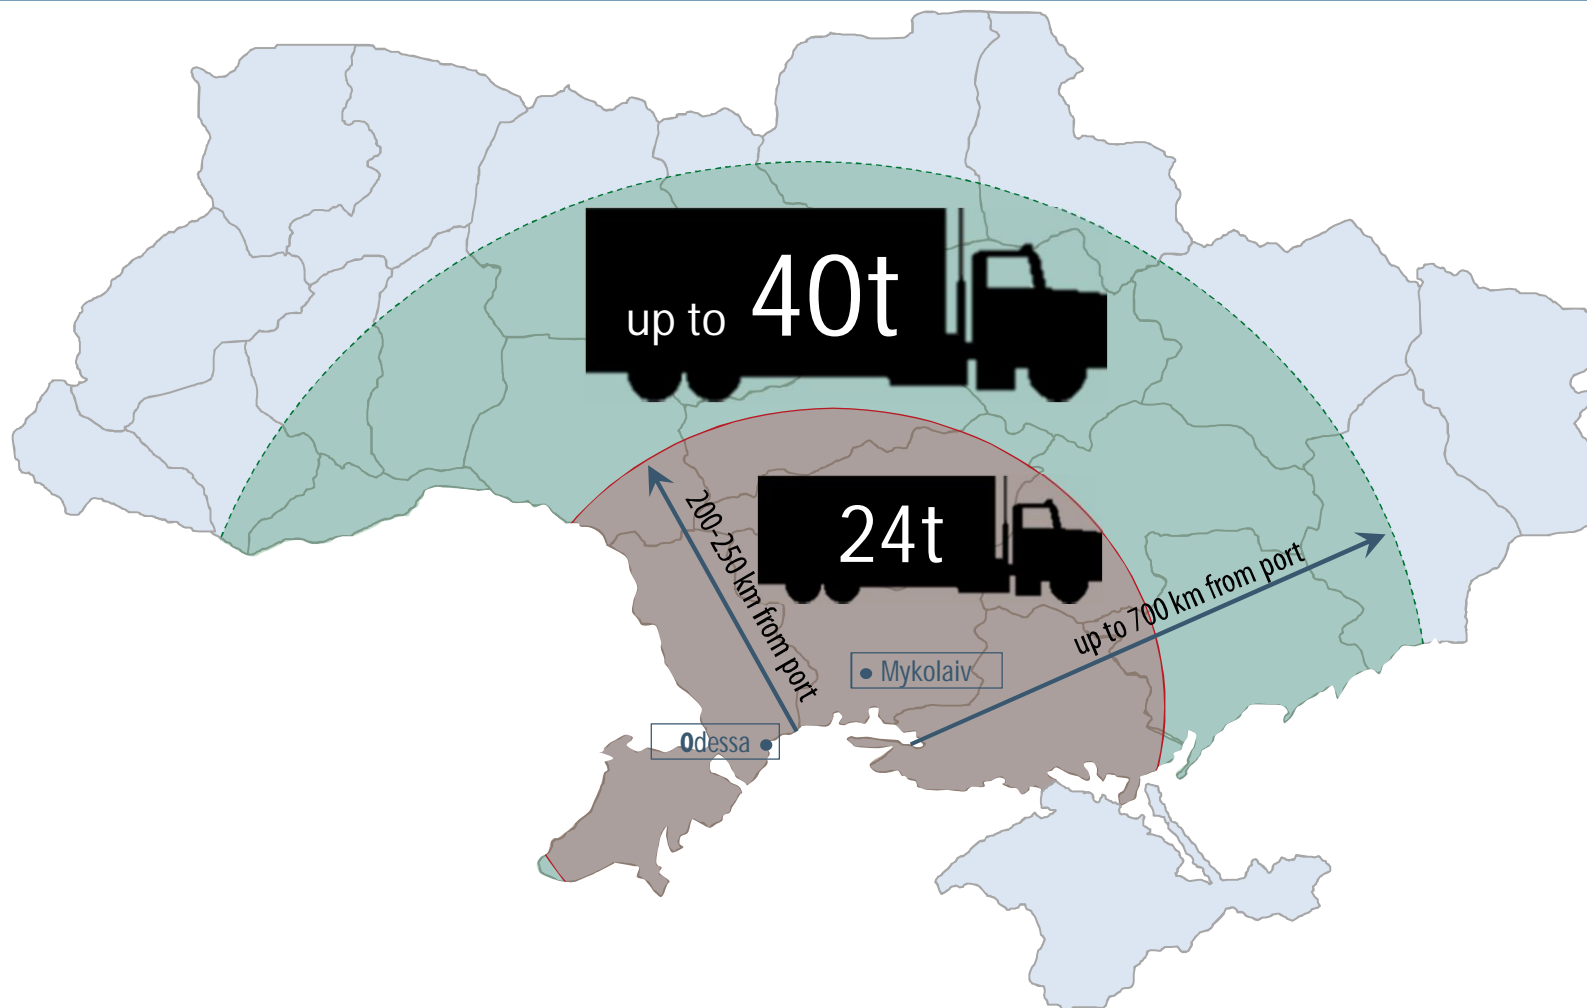 up to 40t
24t
200-250 km from port
up to 700 km from port
Mykolaiv
Odessa